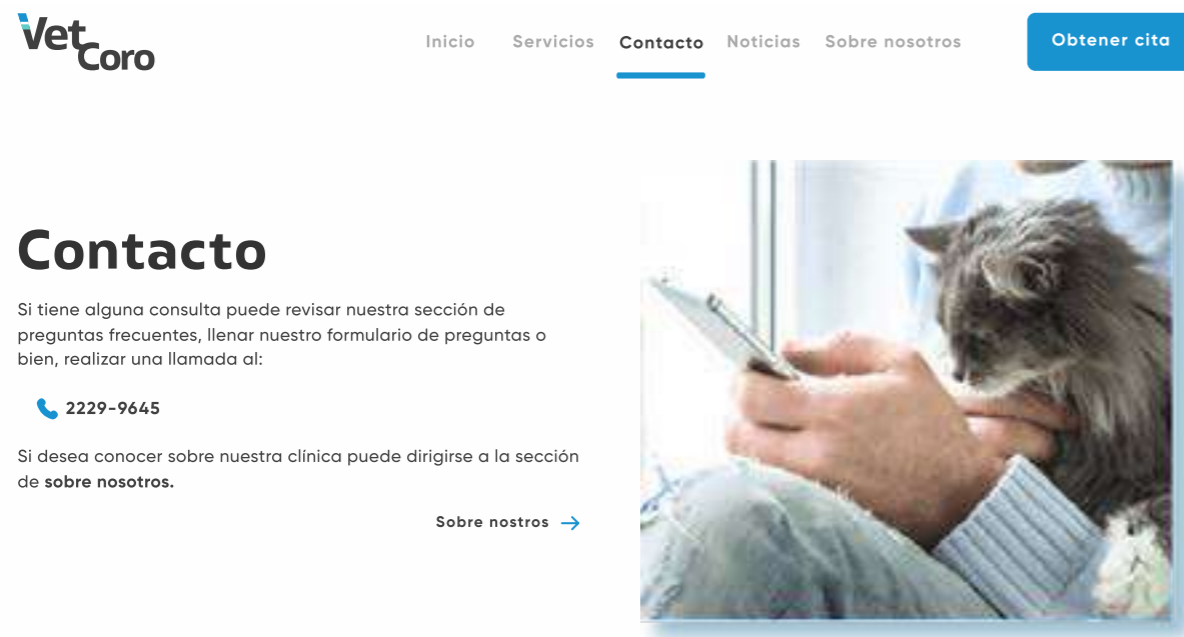 Vet
Coro
Inicio Servicios Contacto Noticias Sobre nosotros Obtener cita
Contacto
Si tiene alguna consulta puede revisar nuestra sección de
preguntas frecuentes, llenar nuestro formulario de preguntas o
bien, realizar una llamada al:
2229-9645
Si desea conocer sobre nuestra clínica puede dirigirse a la sección
de sobre nosotros.
Sobre nostros